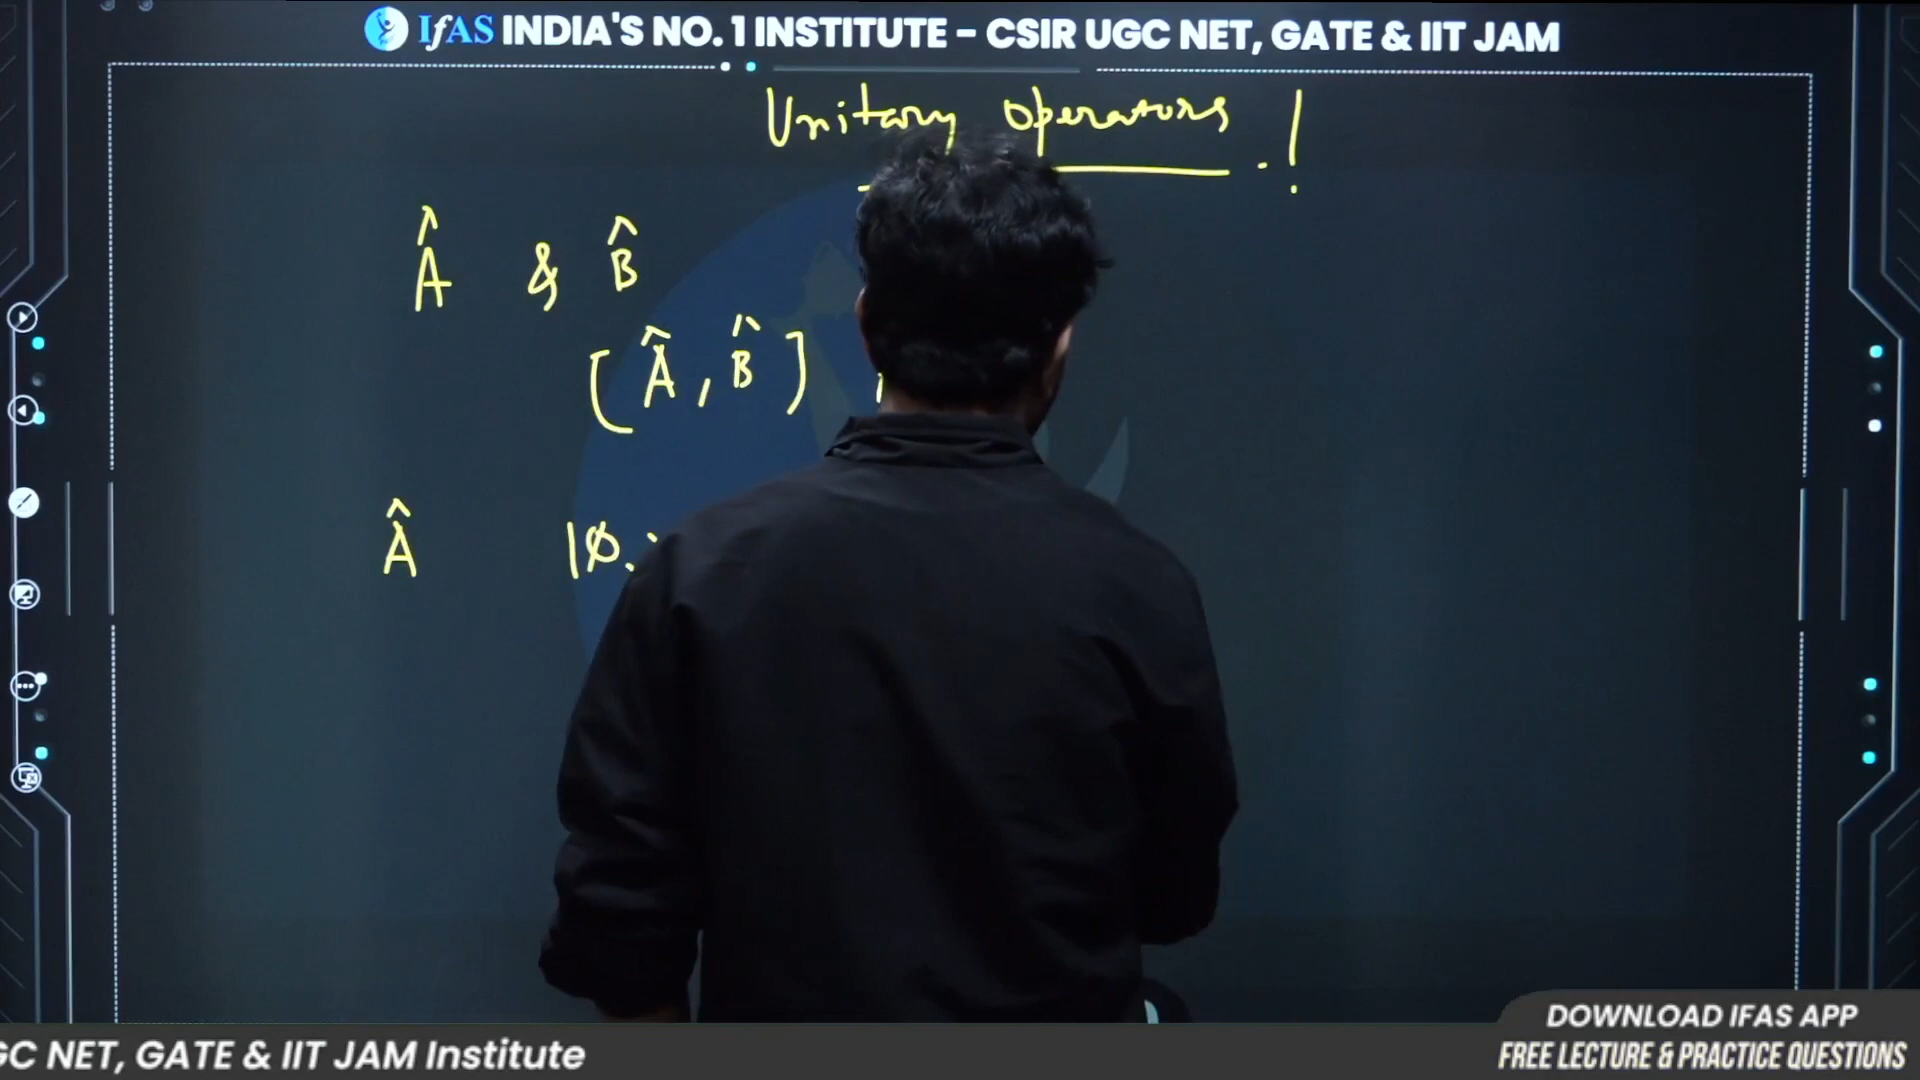 IfAS INDIA'S NO. 1 INSTITUTE - CSIR UGC NET, GATE & IIT JAM
Unitary Operators . !
Â & B̂
[ Â , B̂ ]
Â |ϕ
GC NET, GATE & IIT JAM Institute
DOWNLOAD IFAS APP
FREE LECTURE & PRACTICE QUESTIONS